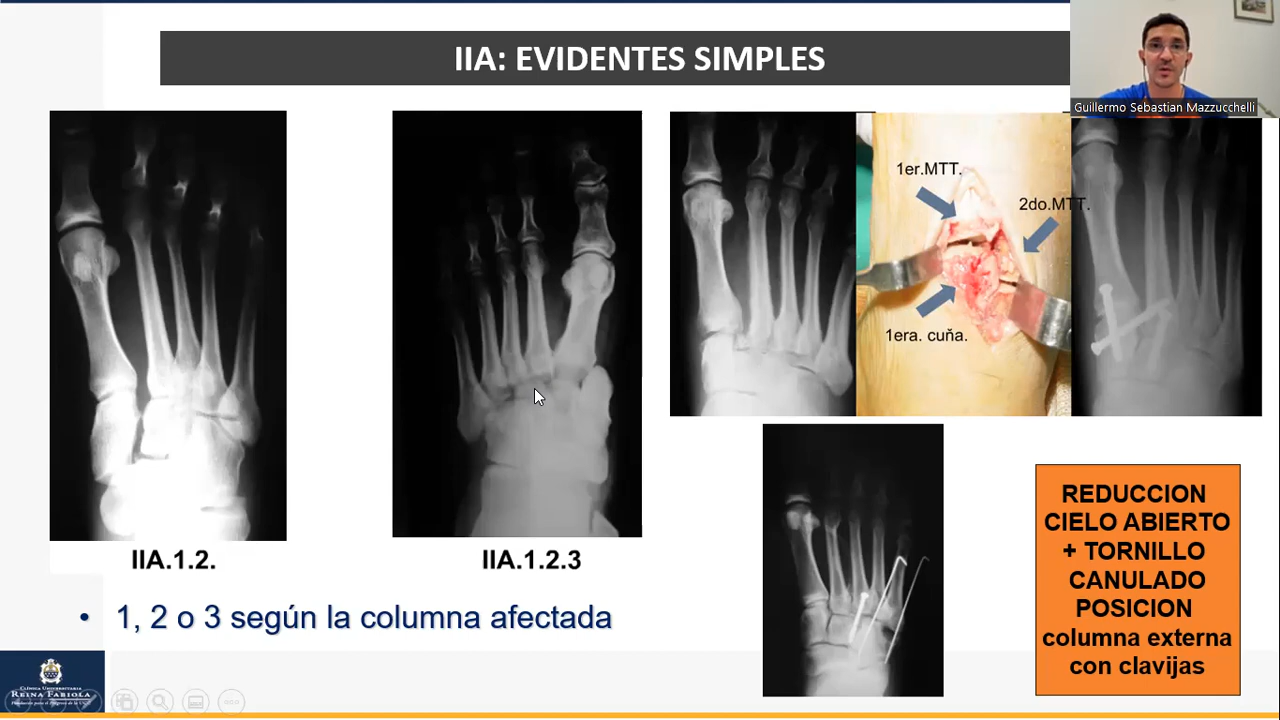 IIA: EVIDENTES SIMPLES
Guillermo Sebastian Mazzucchelli
1er.MTT.
2do.MTT.
1era. cuña.
IIA.1.2.
IIA.1.2.3
• 1, 2 o 3 según la columna afectada
REDUCCION
CIELO ABIERTO
+ TORNILLO
CANULADO
POSICION
columna externa
con clavijas
CLÍNICA UNIVERSITARIA
REINA FABIOLA